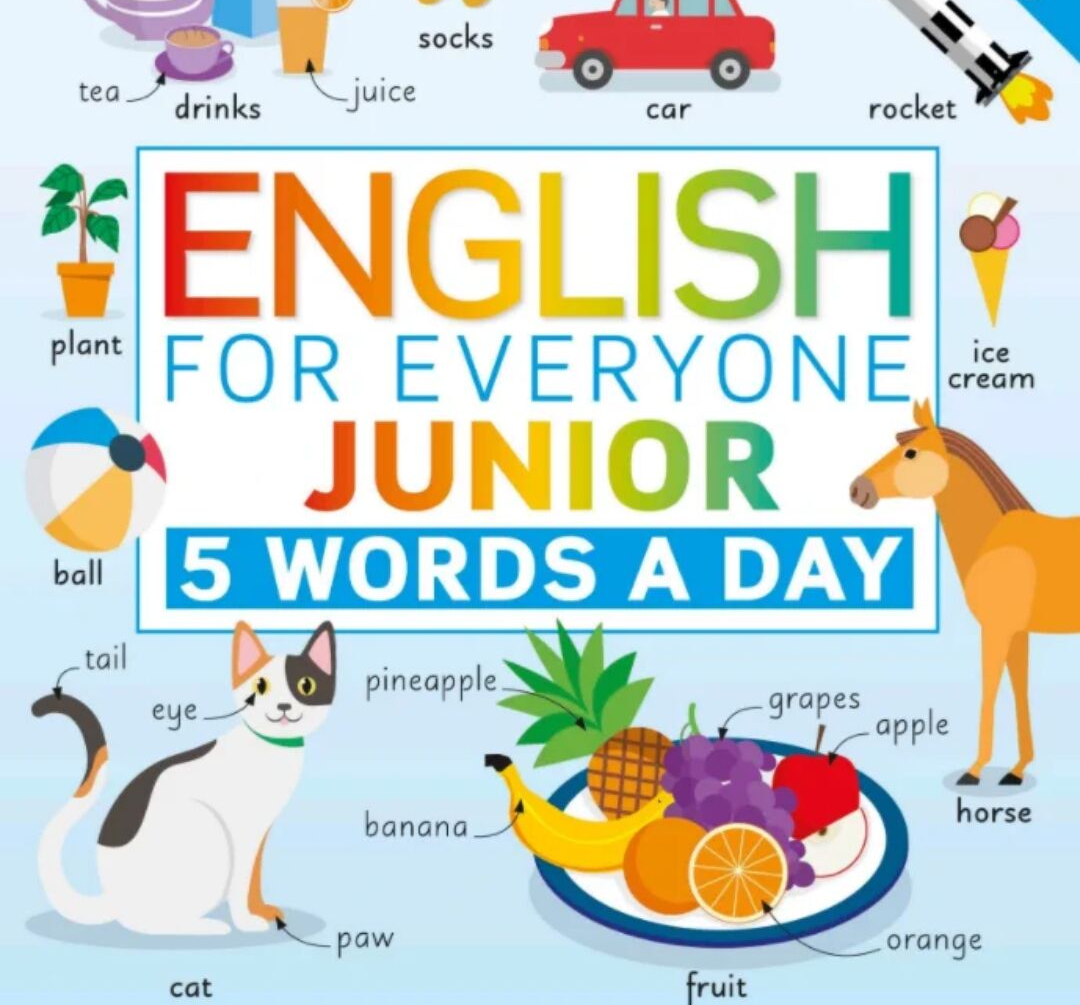 socks
tea
drinks
juice
car
rocket
ENGLISH
FOR EVERYONE
JUNIOR
5 WORDS A DAY
plant
ice
cream
ball
tail
eye
pineapple
grapes
apple
banana
horse
paw
orange
cat
fruit